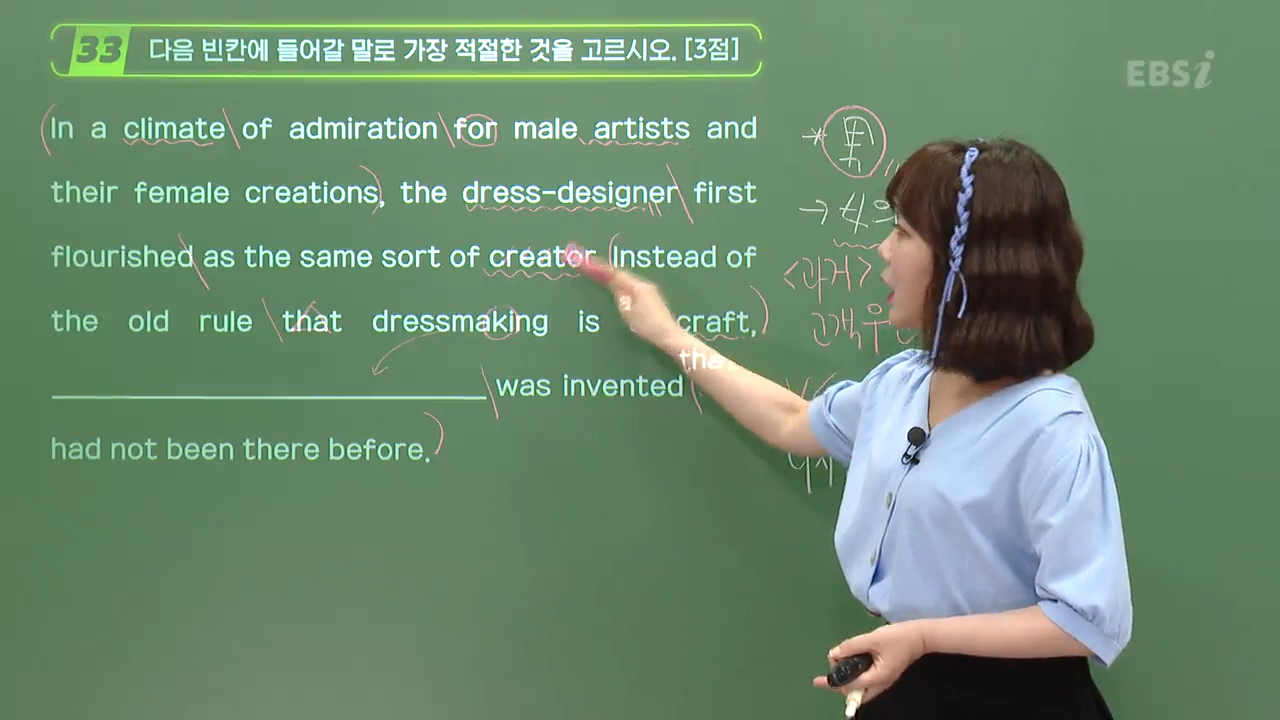 33 다음 빈칸에 들어갈 말로 가장 적절한 것을 고르시오. [3점]
EBSi
In a climate of admiration for male artists and
their female creations, the dress-designer first
flourished as the same sort of creator. Instead of
the old rule that dressmaking is a craft,
was invented that
had not been there before.
<과거>